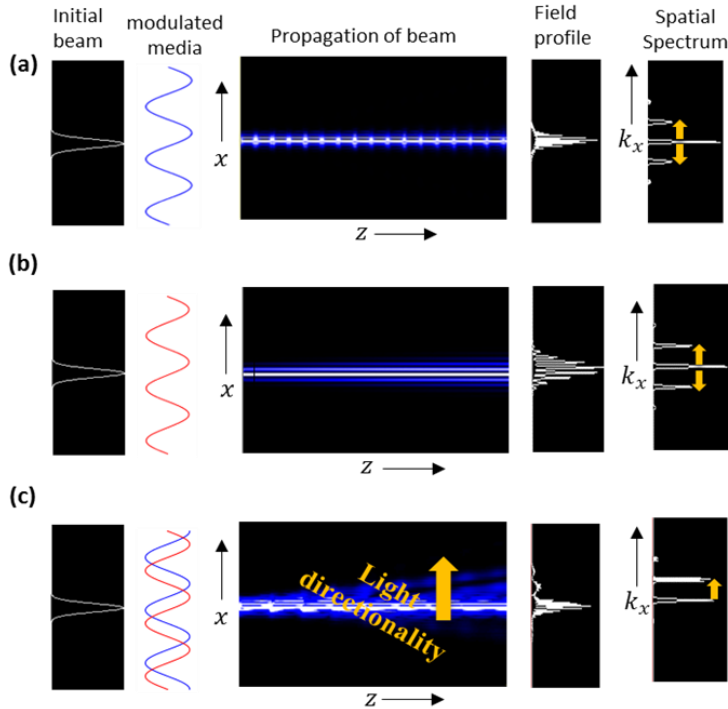 Initial
beam
modulated
media
Propagation of beam
Field
profile
Spatial
Spectrum
(a)
x
z
k_x
(b)
x
z
k_x
(c)
x
Light
directionality
z
k_x